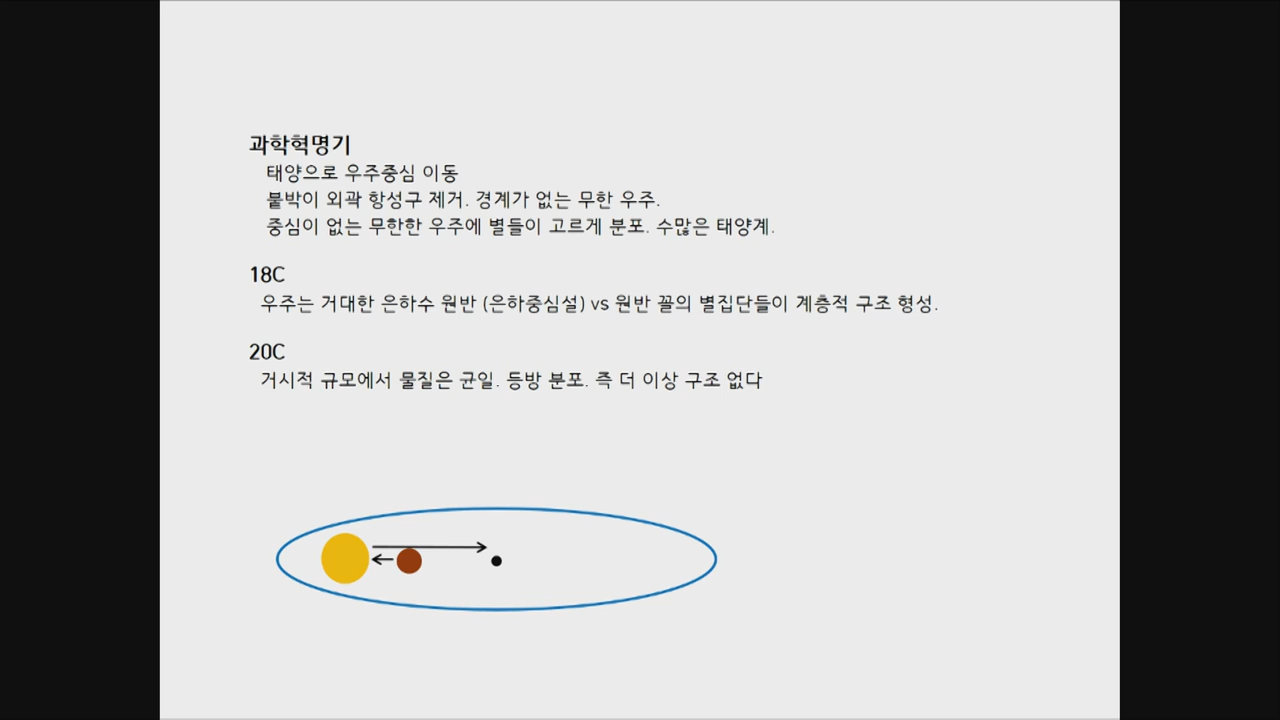 과학혁명기
태양으로 우주중심 이동
붙박이 외곽 항성구 제거. 경계가 없는 무한 우주.
중심이 없는 무한한 우주에 별들이 고르게 분포. 수많은 태양계.
18C
우주는 거대한 은하수 원반 (은하중심설) vs 원반 꼴의 별집단들이 계층적 구조 형성.
20C
거시적 규모에서 물질은 균일. 등방 분포. 즉 더 이상 구조 없다